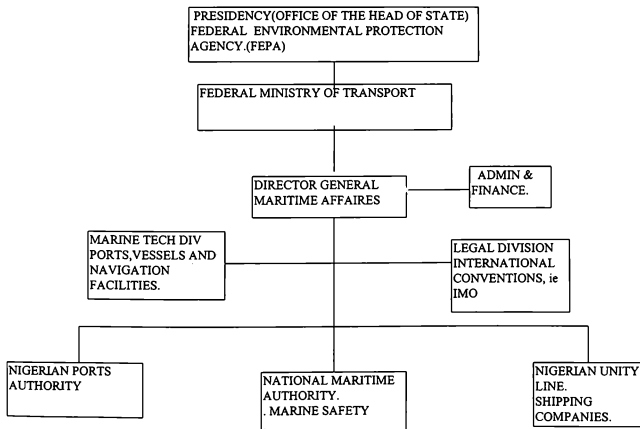 PRESIDENCY(OFFICE OF THE HEAD OF STATE)
FEDERAL ENVIRONMENTAL PROTECTION
AGENCY.(FEPA)
FEDERAL MINISTRY OF TRANSPORT
DIRECTOR GENERAL
MARITIME AFFAIRES
ADMIN &
FINANCE.
MARINE TECH DIV
PORTS,VESSELS AND
NAVIGATION
FACILITIES.
LEGAL DIVISION
INTERNATIONAL
CONVENTIONS, ie
IMO
NIGERIAN PORTS
AUTHORITY
NATIONAL MARITIME
AUTHORITY.
. MARINE SAFETY
NIGERIAN UNITY
LINE.
SHIPPING
COMPANIES.